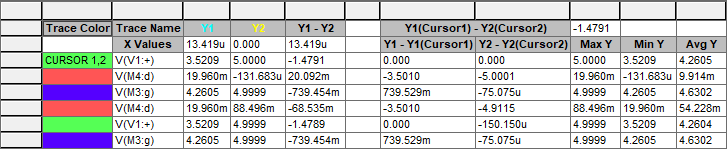 Trace Color Trace Name Y1 Y2 Y1 - Y2 Y1(Cursor1) - Y2(Cursor2) -1.4791
X Values 13.419u 0.000 13.419u Y1 - Y1(Cursor1) Y2 - Y2(Cursor2) Max Y Min Y Avg Y
CURSOR 1,2 V(V1:+) 3.5209 5.0000 -1.4791 0.000 0.000 5.0000 3.5209 4.2605
V(M4:d) 19.960m -131.683u 20.092m -3.5010 -5.0001 19.960m -131.683u 9.914m
V(M3:g) 4.2605 4.9999 -739.454m 739.529m -75.075u 4.9999 4.2605 4.6302
V(M4:d) 19.960m 88.496m -68.535m -3.5010 -4.9115 88.496m 19.960m 54.228m
V(V1:+) 3.5209 4.9999 -1.4789 0.000 -150.150u 4.9999 3.5209 4.2604
V(M3:g) 4.2605 4.9999 -739.454m 739.529m -75.075u 4.9999 4.2605 4.6302